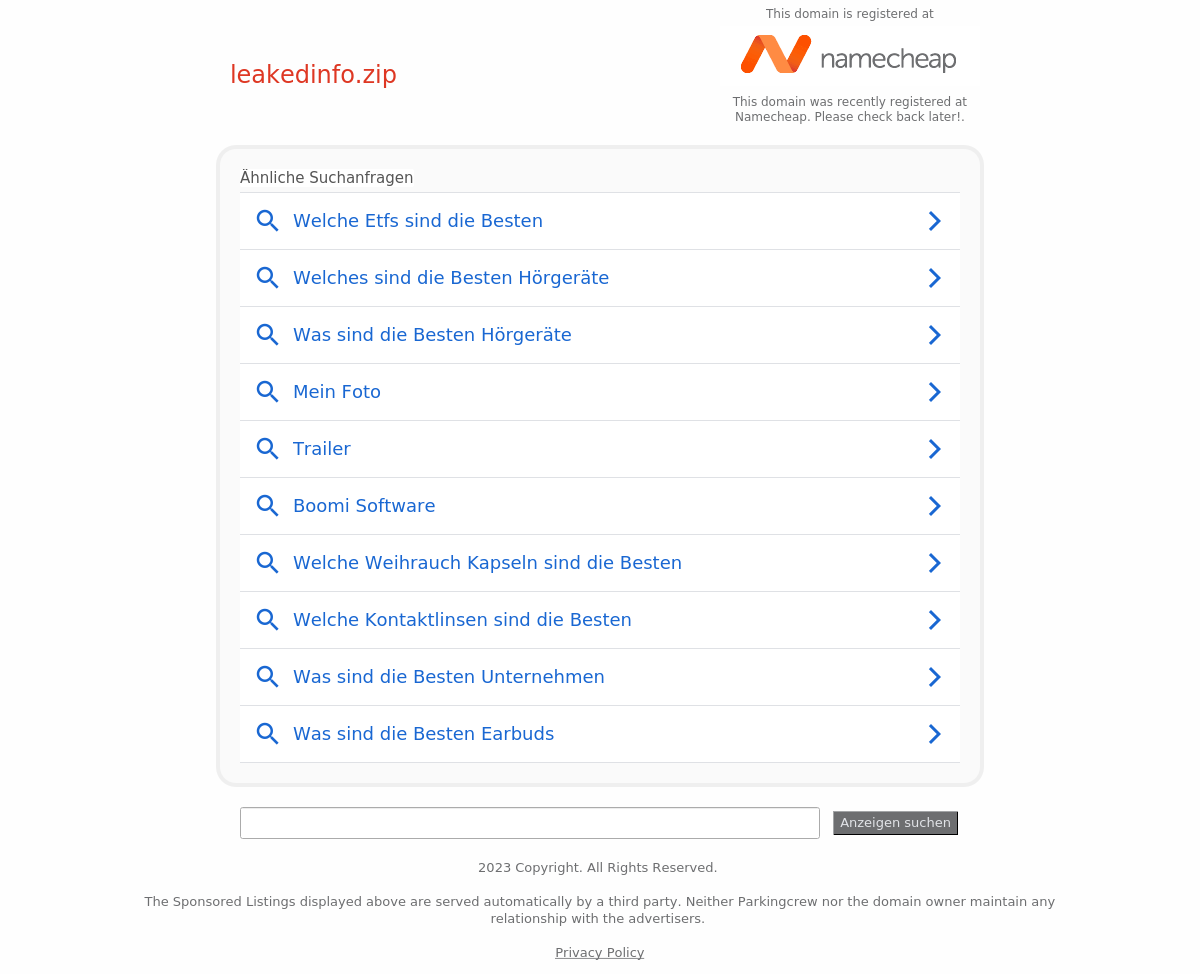 This domain is registered at
namecheap
leakedinfo.zip
This domain was recently registered at
Namecheap. Please check back later!.
Ähnliche Suchanfragen
Welche Etfs sind die Besten
Welches sind die Besten Hörgeräte
Was sind die Besten Hörgeräte
Mein Foto
Trailer
Boomi Software
Welche Weihrauch Kapseln sind die Besten
Welche Kontaktlinsen sind die Besten
Was sind die Besten Unternehmen
Was sind die Besten Earbuds
Anzeigen suchen
2023 Copyright. All Rights Reserved.
The Sponsored Listings displayed above are served automatically by a third party. Neither Parkingcrew nor the domain owner maintain any
relationship with the advertisers.
Privacy Policy